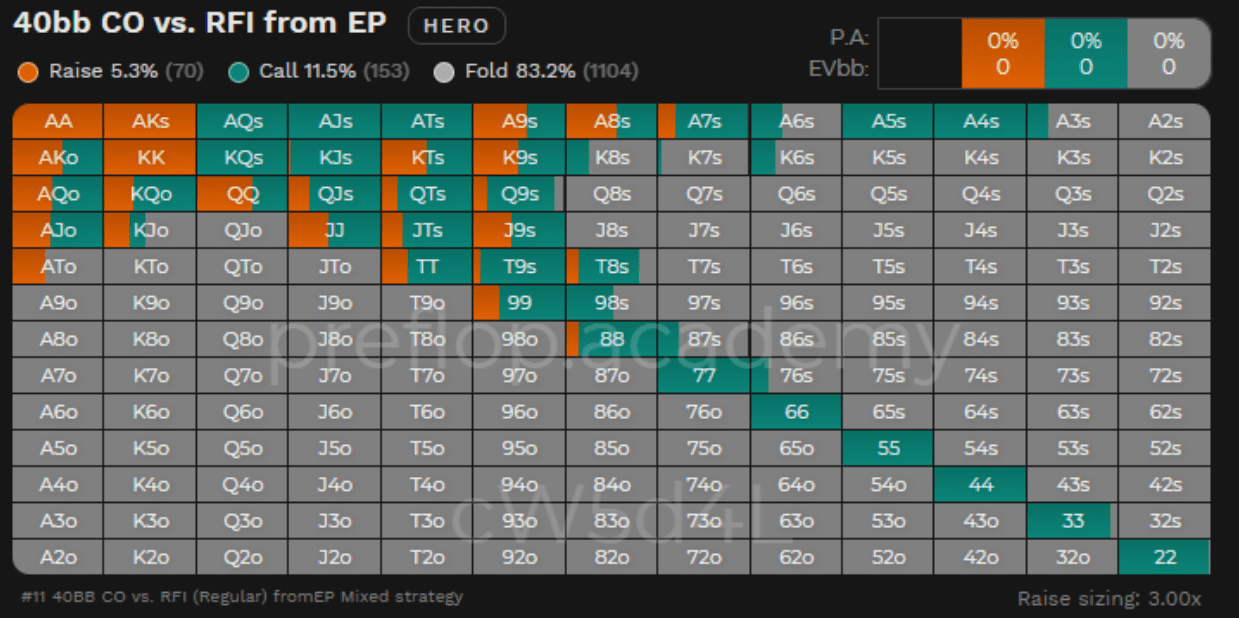 40bb CO vs. RFI from EP HERO
P.A: 0% 0% 0%
EVbb: 0 0 0
Raise 5.3% (70) Call 11.5% (153) Fold 83.2% (1104)
AA AKs AQs AJs ATs A9s A8s A7s A6s A5s A4s A3s A2s
AKo KK KQs KJs KTs K9s K8s K7s K6s K5s K4s K3s K2s
AQo KQo QQ QJs QTs Q9s Q8s Q7s Q6s Q5s Q4s Q3s Q2s
AJo KJo QJo JJ JTs J9s J8s J7s J6s J5s J4s J3s J2s
ATo KTo QTo JTo TT T9s T8s T7s T6s T5s T4s T3s T2s
A9o K9o Q9o J9o T9o 99 98s 97s 96s 95s 94s 93s 92s
A8o K8o Q8o J8o T8o 98o 88 87s 86s 85s 84s 83s 82s
preflop.academy
A7o K7o Q7o J7o T7o 97o 87o 77 76s 75s 74s 73s 72s
A6o K6o Q6o J6o T6o 96o 86o 76o 66 65s 64s 63s 62s
A5o K5o Q5o J5o T5o 95o 85o 75o 65o 55 54s 53s 52s
A4o K4o Q4o J4o T4o 94o 84o 74o 64o 54o 44 43s 42s
A3o K3o Q3o J3o T3o 93o 83o 73o 63o 53o 43o 33 32s
cW5d4L
A2o K2o Q2o J2o T2o 92o 82o 72o 62o 52o 42o 32o 22
#11 40BB CO vs. RFI (Regular) fromEP Mixed strategy
Raise sizing: 3.00x